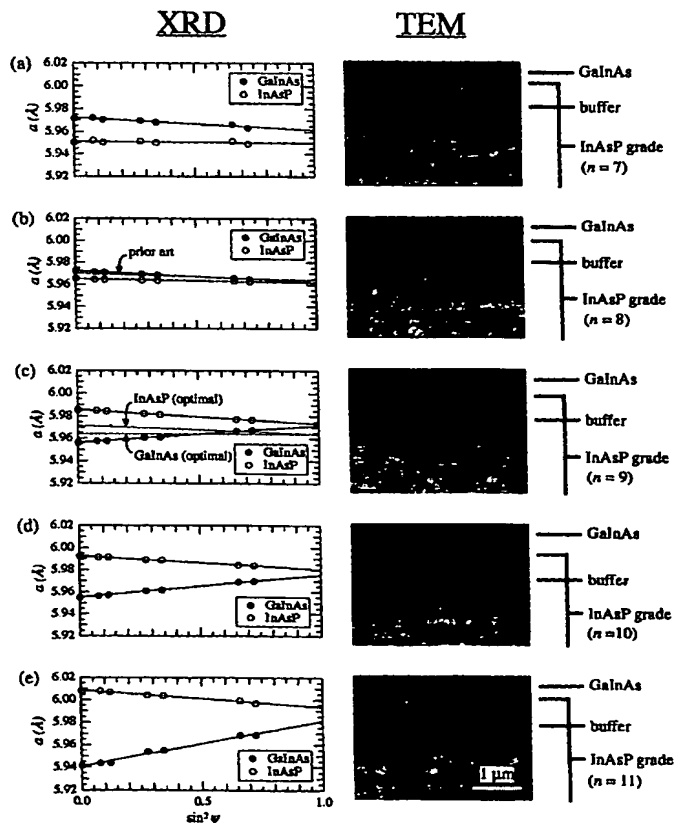 XRD
TEM
(a)
6.02
6.00
5.98
5.96
5.94
5.92
a (Å)
GaInAs
InAsP
GaInAs
buffer
InAsP grade
(n = 7)
(b)
6.02
6.00
5.98
5.96
5.94
5.92
a (Å)
prior art
GaInAs
InAsP
GaInAs
buffer
InAsP grade
(n = 8)
(c)
6.02
6.00
5.98
5.96
5.94
5.92
a (Å)
InAsP (optimal)
GaInAs (optimal)
GaInAs
InAsP
GaInAs
buffer
InAsP grade
(n = 9)
(d)
6.02
6.00
5.98
5.96
5.94
5.92
a (Å)
GaInAs
InAsP
GaInAs
buffer
InAsP grade
(n=10)
(e)
6.02
6.00
5.98
5.96
5.94
5.92
a (Å)
GaInAs
InAsP
0.0
0.5
1.0
sin² ψ
1 µm
GaInAs
buffer
InAsP grade
(n = 11)